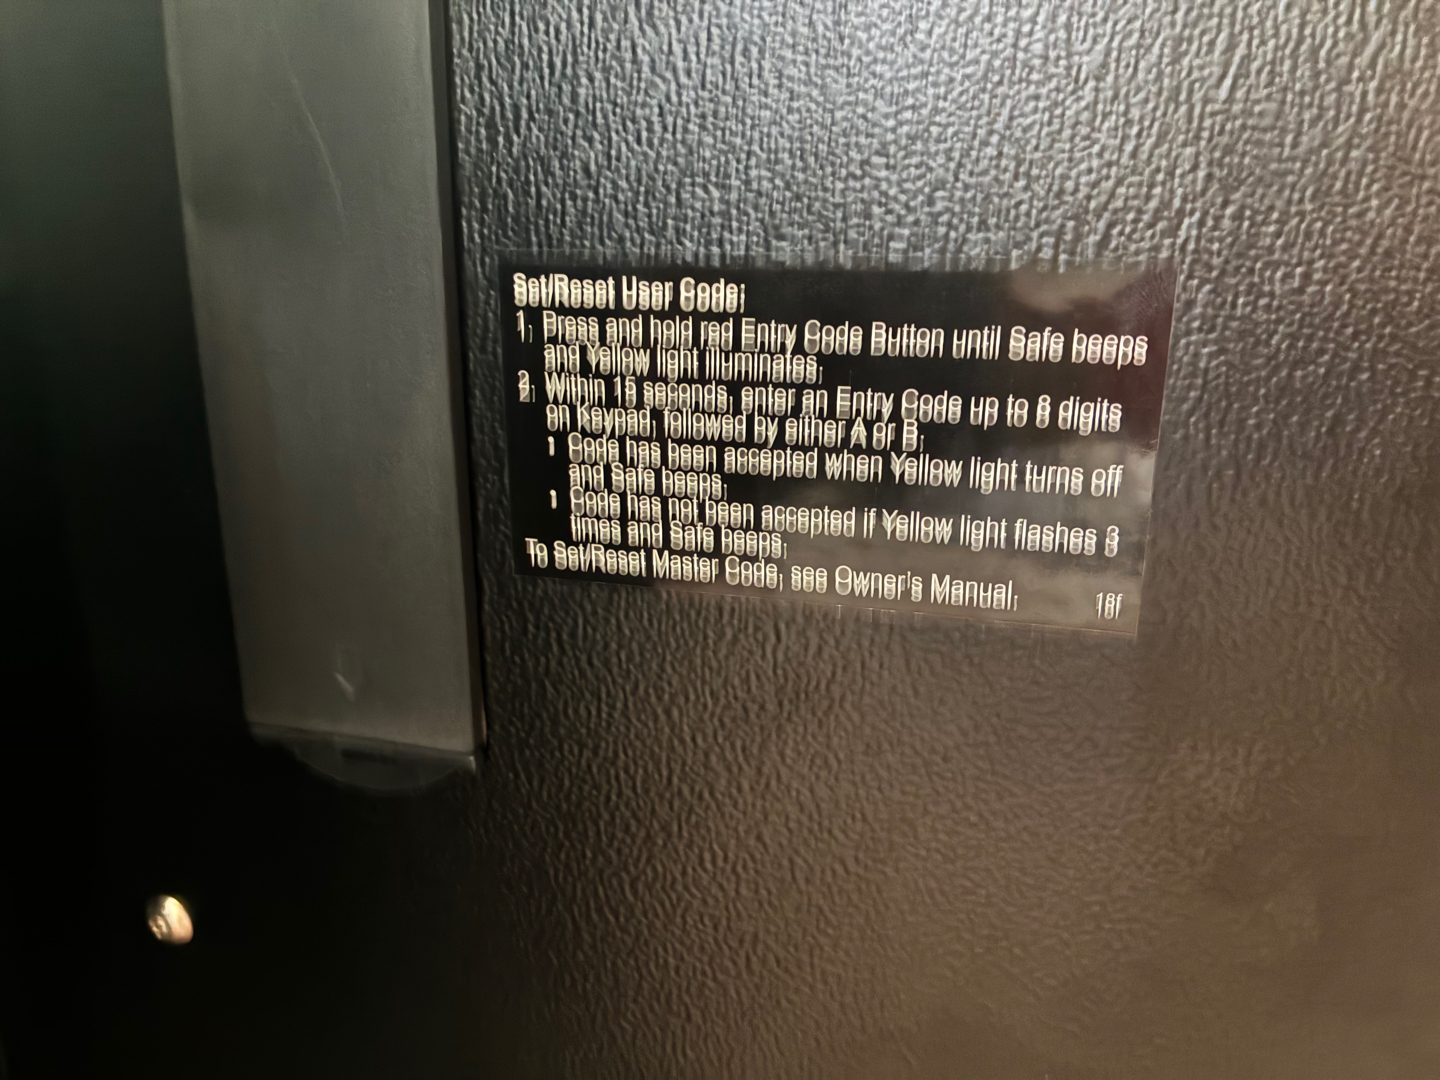 Set/Reset User Code:
1. Press and hold red Entry Code Button until Safe beeps
and Yellow light illuminates.
2. Within 15 seconds, enter an Entry Code up to 8 digits
on Keypad, followed by either A or B.
• Code has been accepted when Yellow light turns off
and Safe beeps.
• Code has not been accepted if Yellow light flashes 3
times and Safe beeps.
To Set/Reset Master Code, see Owner's Manual.
18f